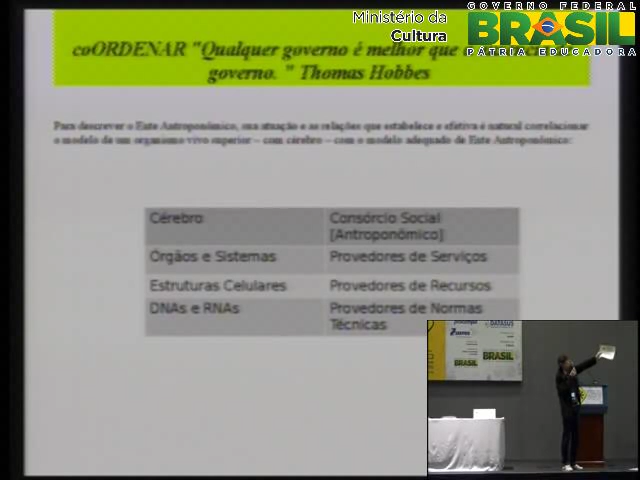 Ministério da
Cultura
GOVERNO FEDERAL
BRASIL
PÁTRIA EDUCADORA
coORDENAR "Qualquer governo é melhor que
governo. " Thomas Hobbes
Para descrever o Ente Antroponômico, sua atuação e as relações que estabelece e efetiva é natural correlacionar
o modelo de um organismo vivo superior – com cérebro – com o modelo adequado de Ente Antroponômico:
Cérebro
Consórcio Social
[Antroponômico]
Órgãos e Sistemas
Provedores de Serviços
Estruturas Celulares
Provedores de Recursos
DNAs e RNAs
Provedores de Normas
Técnicas
DATASUS
BRASIL
BRASIL